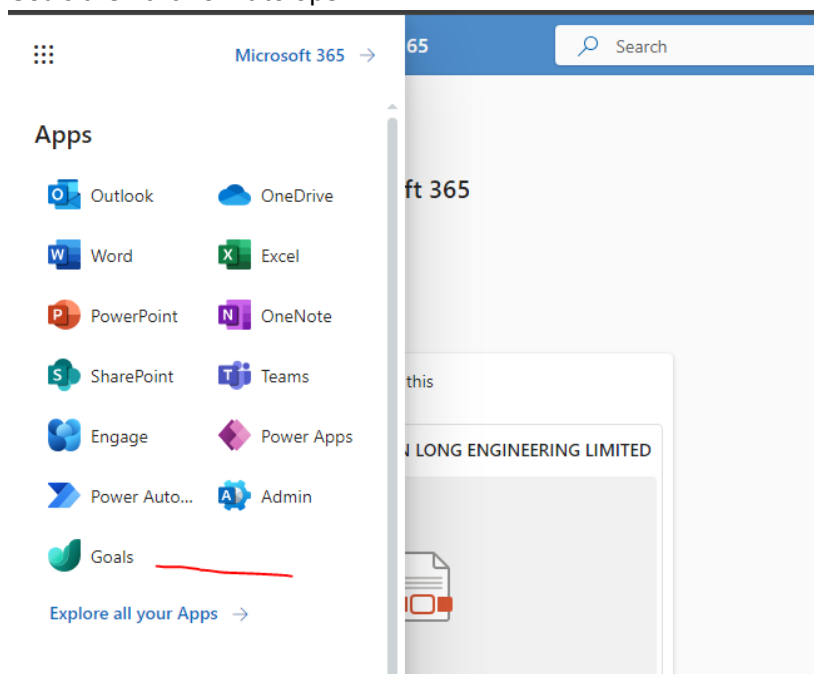 Microsoft 365 →
65
Search
Apps
Outlook
OneDrive
ft 365
Word
Excel
PowerPoint
OneNote
SharePoint
Teams
this
Engage
Power Apps
LONG ENGINEERING LIMITED
Power Auto...
Admin
Goals
Explore all your Apps →